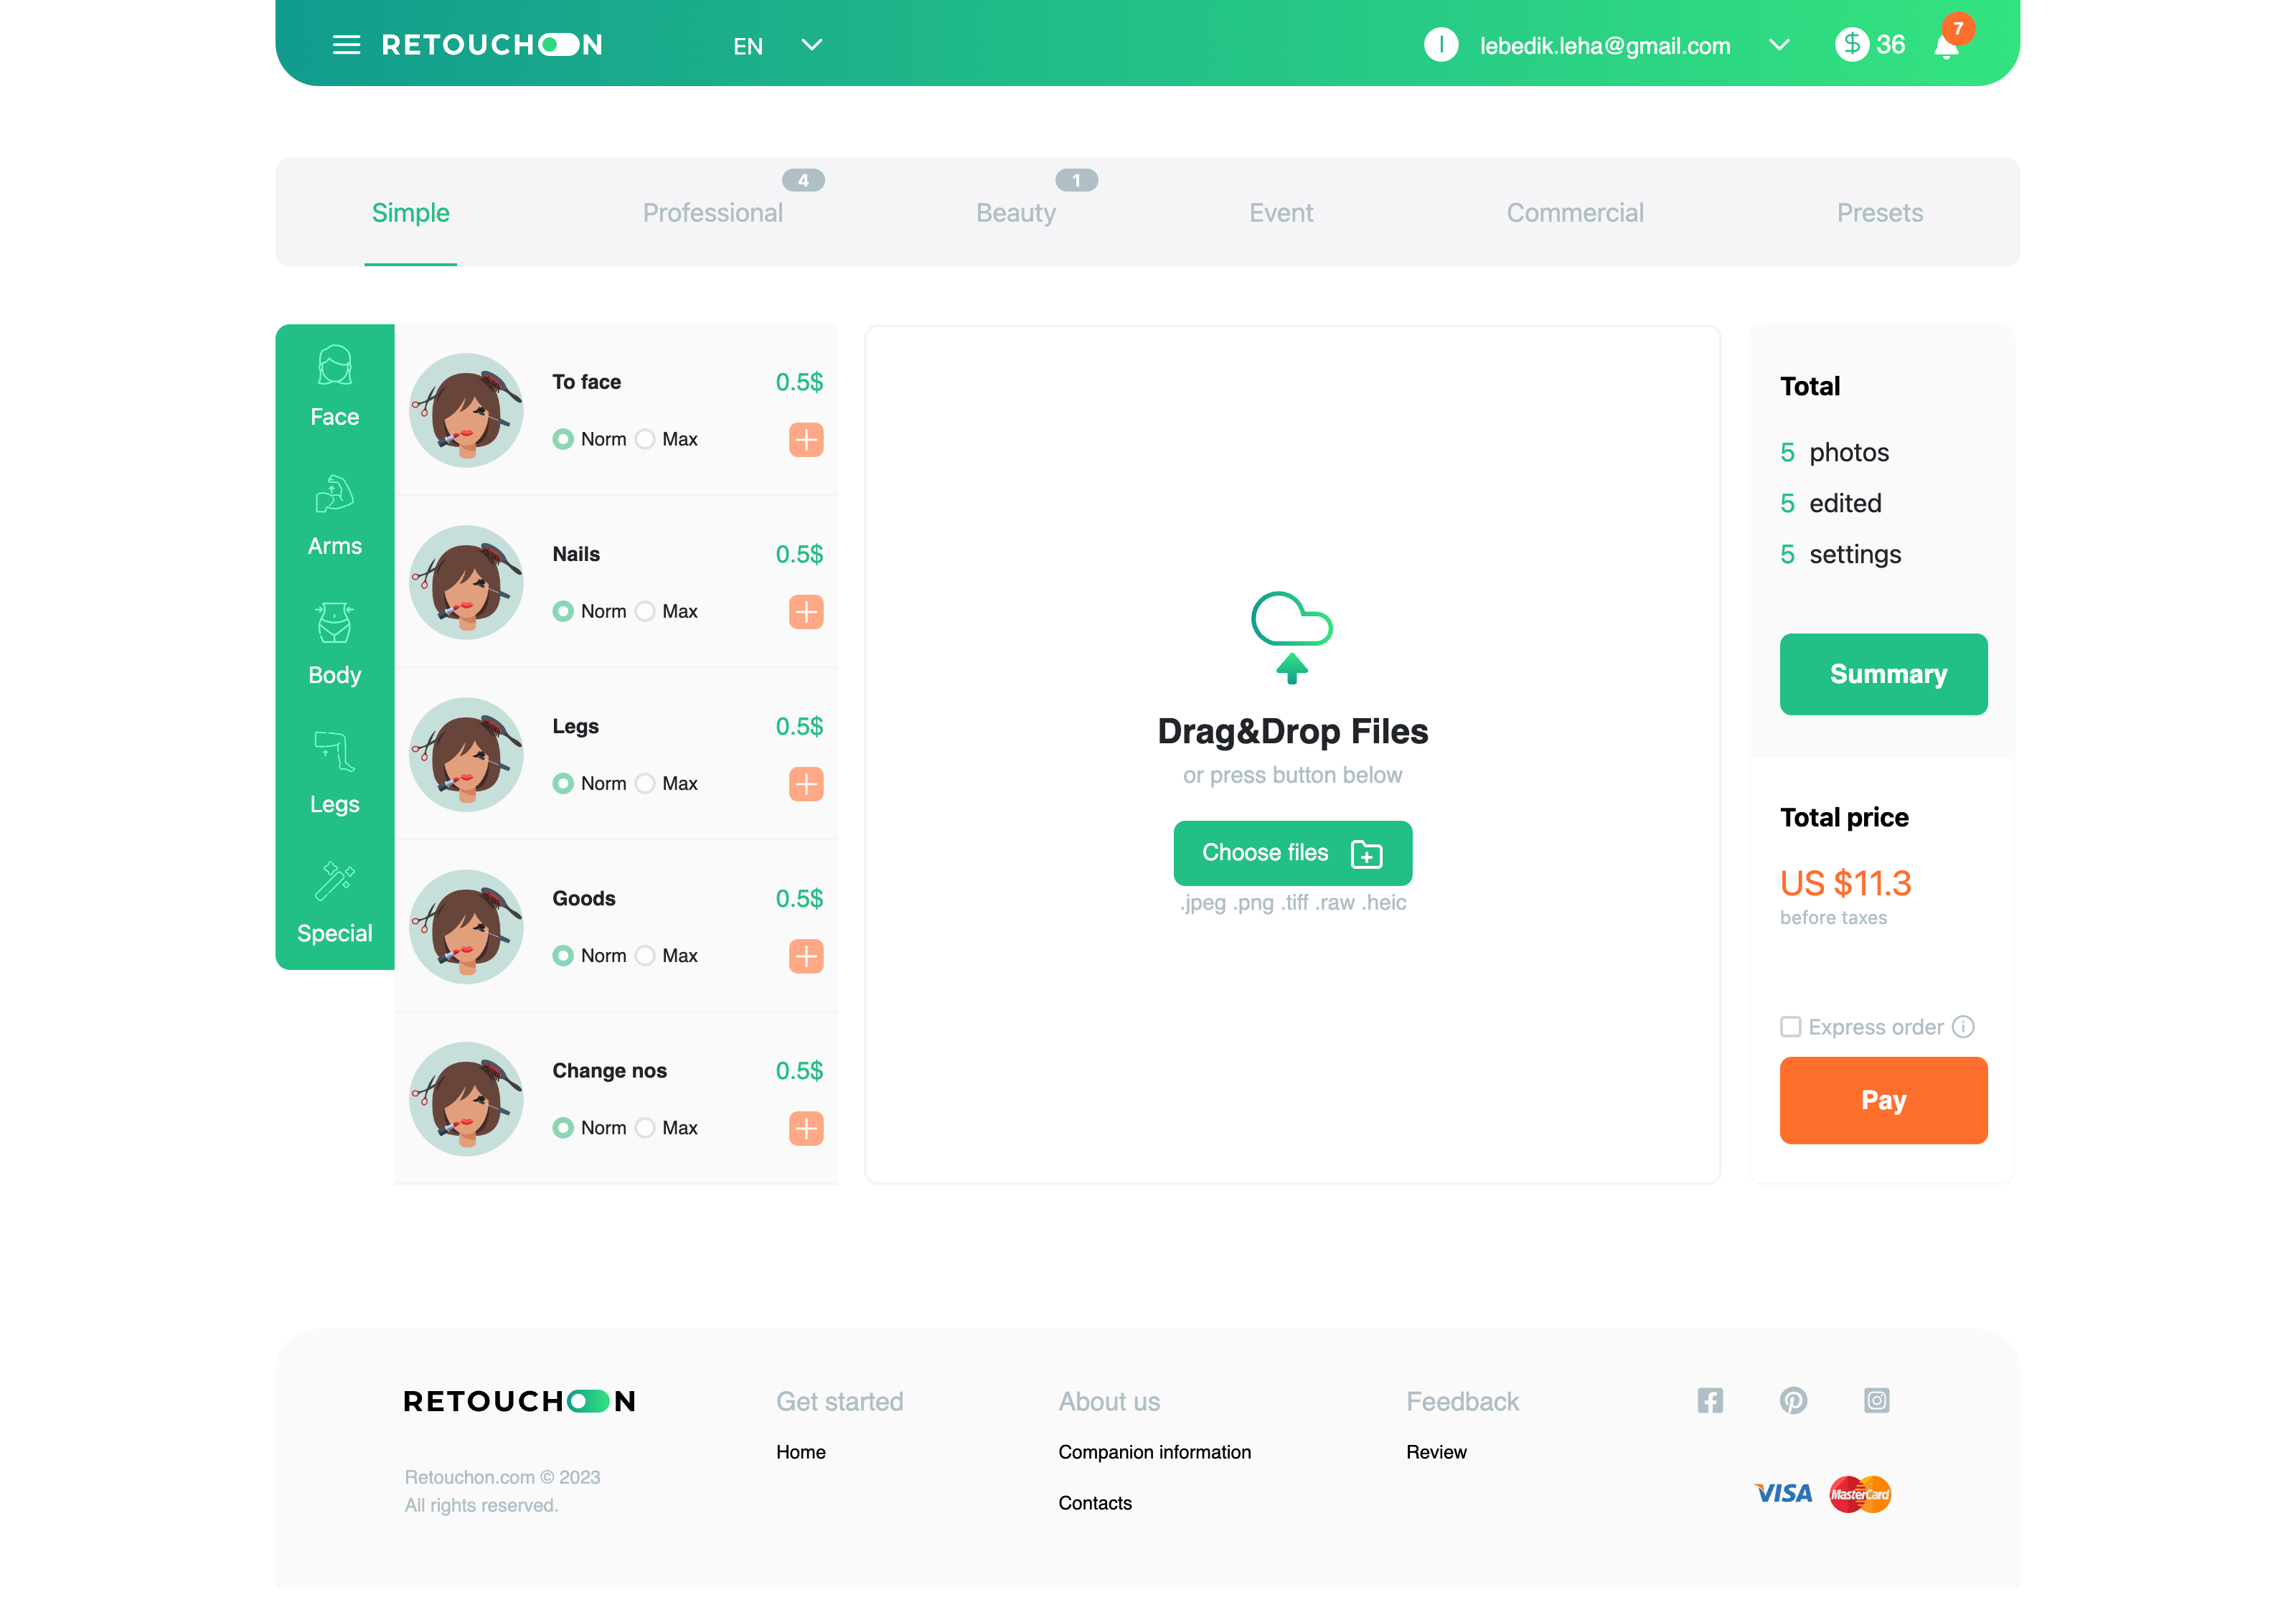 RETOUCHON
EN
l
lebedik.leha@gmail.com
$ 36
7
Simple
Professional
4
Beauty
1
Event
Commercial
Presets
Face
Arms
Body
Legs
Special
To face
0.5$
Norm
Max
Nails
0.5$
Norm
Max
Legs
0.5$
Norm
Max
Goods
0.5$
Norm
Max
Change nos
0.5$
Norm
Max
Drag&Drop Files
or press button below
Choose files
.jpeg .png .tiff .raw .heic
Total
5 photos
5 edited
5 settings
Summary
Total price
US $11.3
before taxes
Express order
Pay
RETOUCHON
Retouchon.com © 2023
All rights reserved.
Get started
Home
About us
Companion information
Contacts
Feedback
Review
VISA
MasterCard